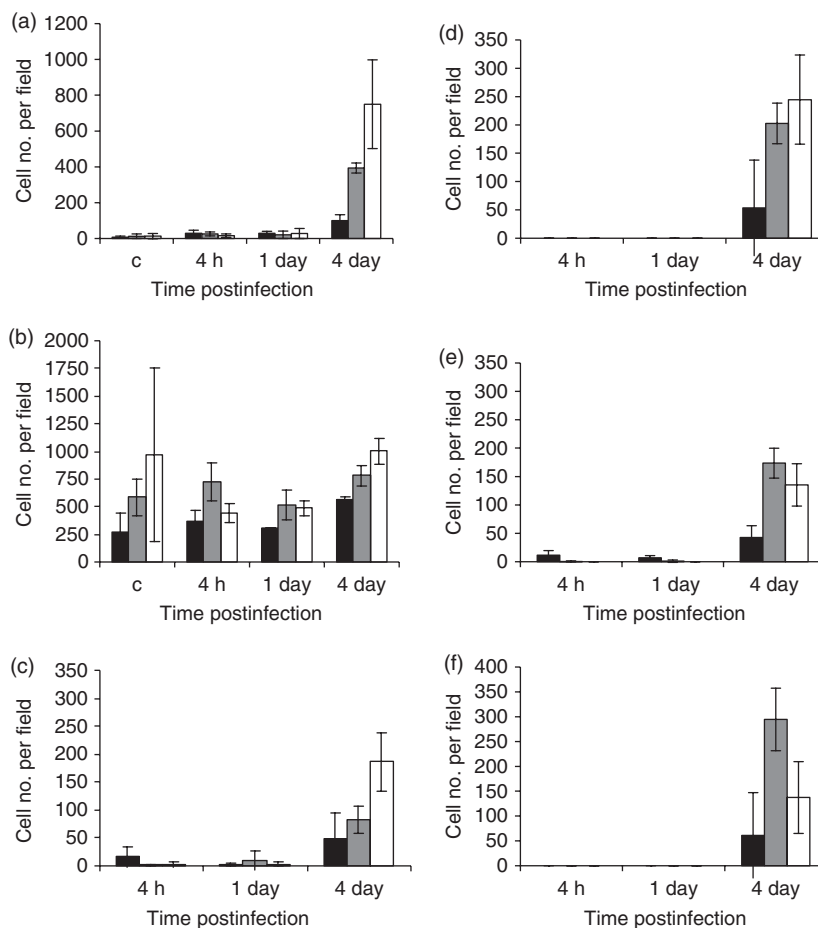 (a)
1200
1000
800
600
400
200
0
Cell no. per field
c 4 h 1 day 4 day
Time postinfection
(b)
2000
1750
1500
1250
1000
750
500
250
0
Cell no. per field
c 4 h 1 day 4 day
Time postinfection
(c)
350
300
250
200
150
100
50
0
Cell no. per field
4 h 1 day 4 day
Time postinfection
(d)
350
300
250
200
150
100
50
0
Cell no. per field
4 h 1 day 4 day
Time postinfection
(e)
350
300
250
200
150
100
50
0
Cell no. per field
4 h 1 day 4 day
Time postinfection
(f)
400
350
300
250
200
150
100
50
0
Cell no. per field
4 h 1 day 4 day
Time postinfection